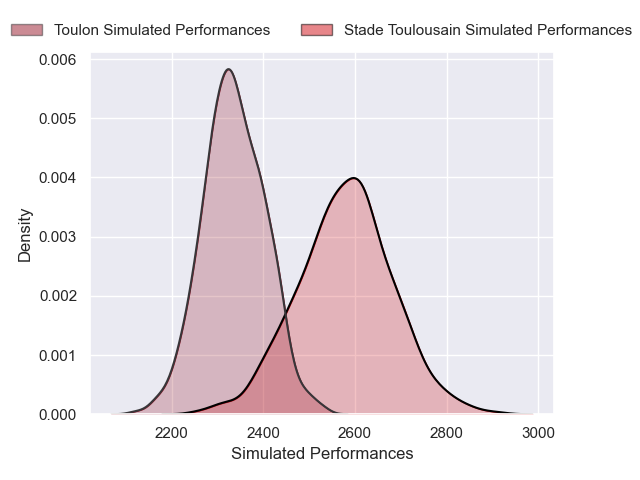 Toulon Simulated Performances Stade Toulousain Simulated Performances
0.006
0.005
0.004
0.003
0.002
0.001
0.000
Density
2200 2400 2600 2800 3000
Simulated Performances